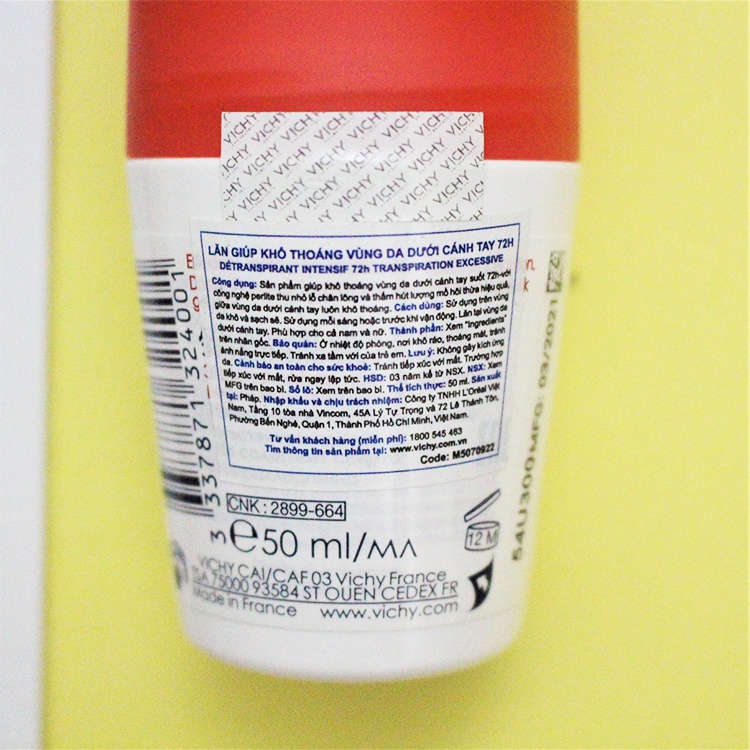 VICHY VICHY VICHY VICHY VICHY
LĂN GIÚP KHÔ THOÁNG VÙNG DA DƯỚI CÁNH TAY 72H
DÉTRANSPIRANT INTENSIF 72h TRANSPIRATION EXCESSIVE
Công dụng: Sản phẩm giúp khô thoáng vùng da dưới cánh tay suốt 72h-với
công nghệ perlite thu nhỏ lỗ chân lông và thấm hút lượng mồ hôi thừa hiệu quả,
giữa vùng da dưới cánh tay luôn khô thoáng. Cách dùng: Sử dụng trên vùng
da khô và sạch sẽ. Sử dụng mỗi sáng hoặc trước khi vận động. Lăn tại vùng da
dưới cánh tay. Phù hợp cho cả nam và nữ. Thành phần: Xem "Ingredients"
trên nhãn gốc. Bảo quản: Ở nhiệt độ phòng, nơi khô ráo, thoáng mát, tránh
ánh nắng trực tiếp. Tránh xa tầm với của trẻ em. Lưu ý: Không gây kích ứng
da. Cảnh báo an toàn cho sức khoẻ: Tránh tiếp xúc với mắt. Trường hợp
tiếp xúc với mắt, rửa ngay lập tức. HSD: 03 năm kể từ NSX. NSX: Xem
MFG trên bao bì. Số lô: Xem trên bao bì. Thể tích thực: 50 ml. Sản xuất
tại: Pháp. Nhập khẩu và chịu trách nhiệm: Công ty TNHH L'Oréal Việt
Nam, Tầng 10 tòa nhà Vincom, 45A Lý Tự Trọng và 72 Lê Thánh Tôn,
Phường Bến Nghé, Quận 1, Thành Phố Hồ Chí Minh, Việt Nam.
Tư vấn khách hàng (miễn phí): 1800 545 463
Tìm thông tin sản phẩm tại: www.vichy.com.vn
Code: M5070922
3 337871 324001
54U300 MFG: 03/2021
CNK : 2899-664
12 M
e50 ml/МЛ
VICHY CAI/CAF 03 Vichy France
SA 75000 93584 ST OUEN CEDEX FR
Made in France www.vichy.com